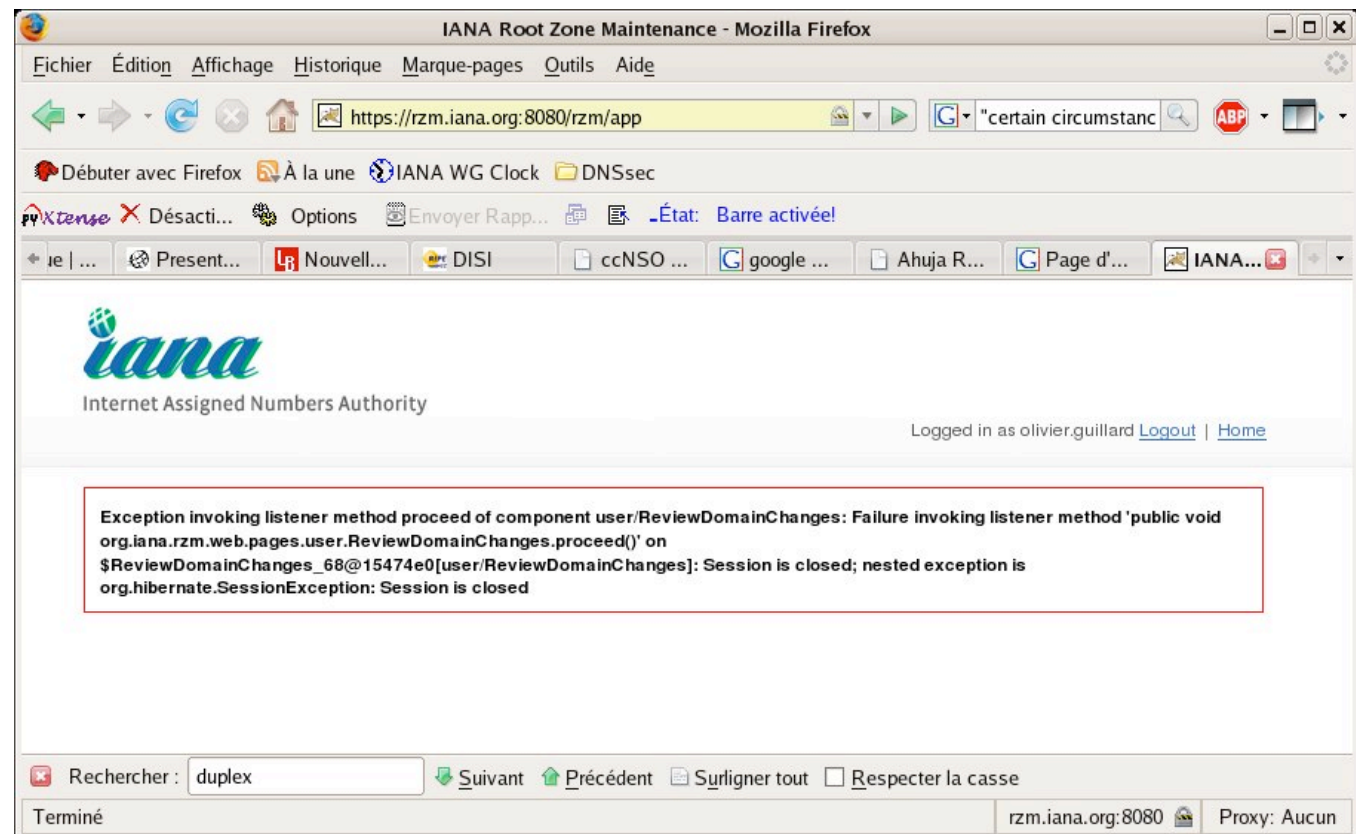 IANA Root Zone Maintenance - Mozilla Firefox
Fichier Édition Affichage Historique Marque-pages Outils Aide
https://rzm.iana.org:8080/rzm/app G "certain circumstanc ABP
Débuter avec Firefox À la une IANA WG Clock DNSsec
Xtense Désacti... Options Envoyer Rapp... État: Barre activée!
ue | ... Present... LR Nouvell... DISI ccNSO ... G google ... Ahuja R... G Page d'... IANA...
iana
Internet Assigned Numbers Authority
Logged in as olivier.guillard Logout | Home
Exception invoking listener method proceed of component user/ReviewDomainChanges: Failure invoking listener method 'public void
org.iana.rzm.web.pages.user.ReviewDomainChanges.proceed()' on
$ReviewDomainChanges_68@15474e0[user/ReviewDomainChanges]: Session is closed; nested exception is
org.hibernate.SessionException: Session is closed
Rechercher : duplex Suivant Précédent Surligner tout Respecter la casse
Terminé rzm.iana.org:8080 Proxy: Aucun